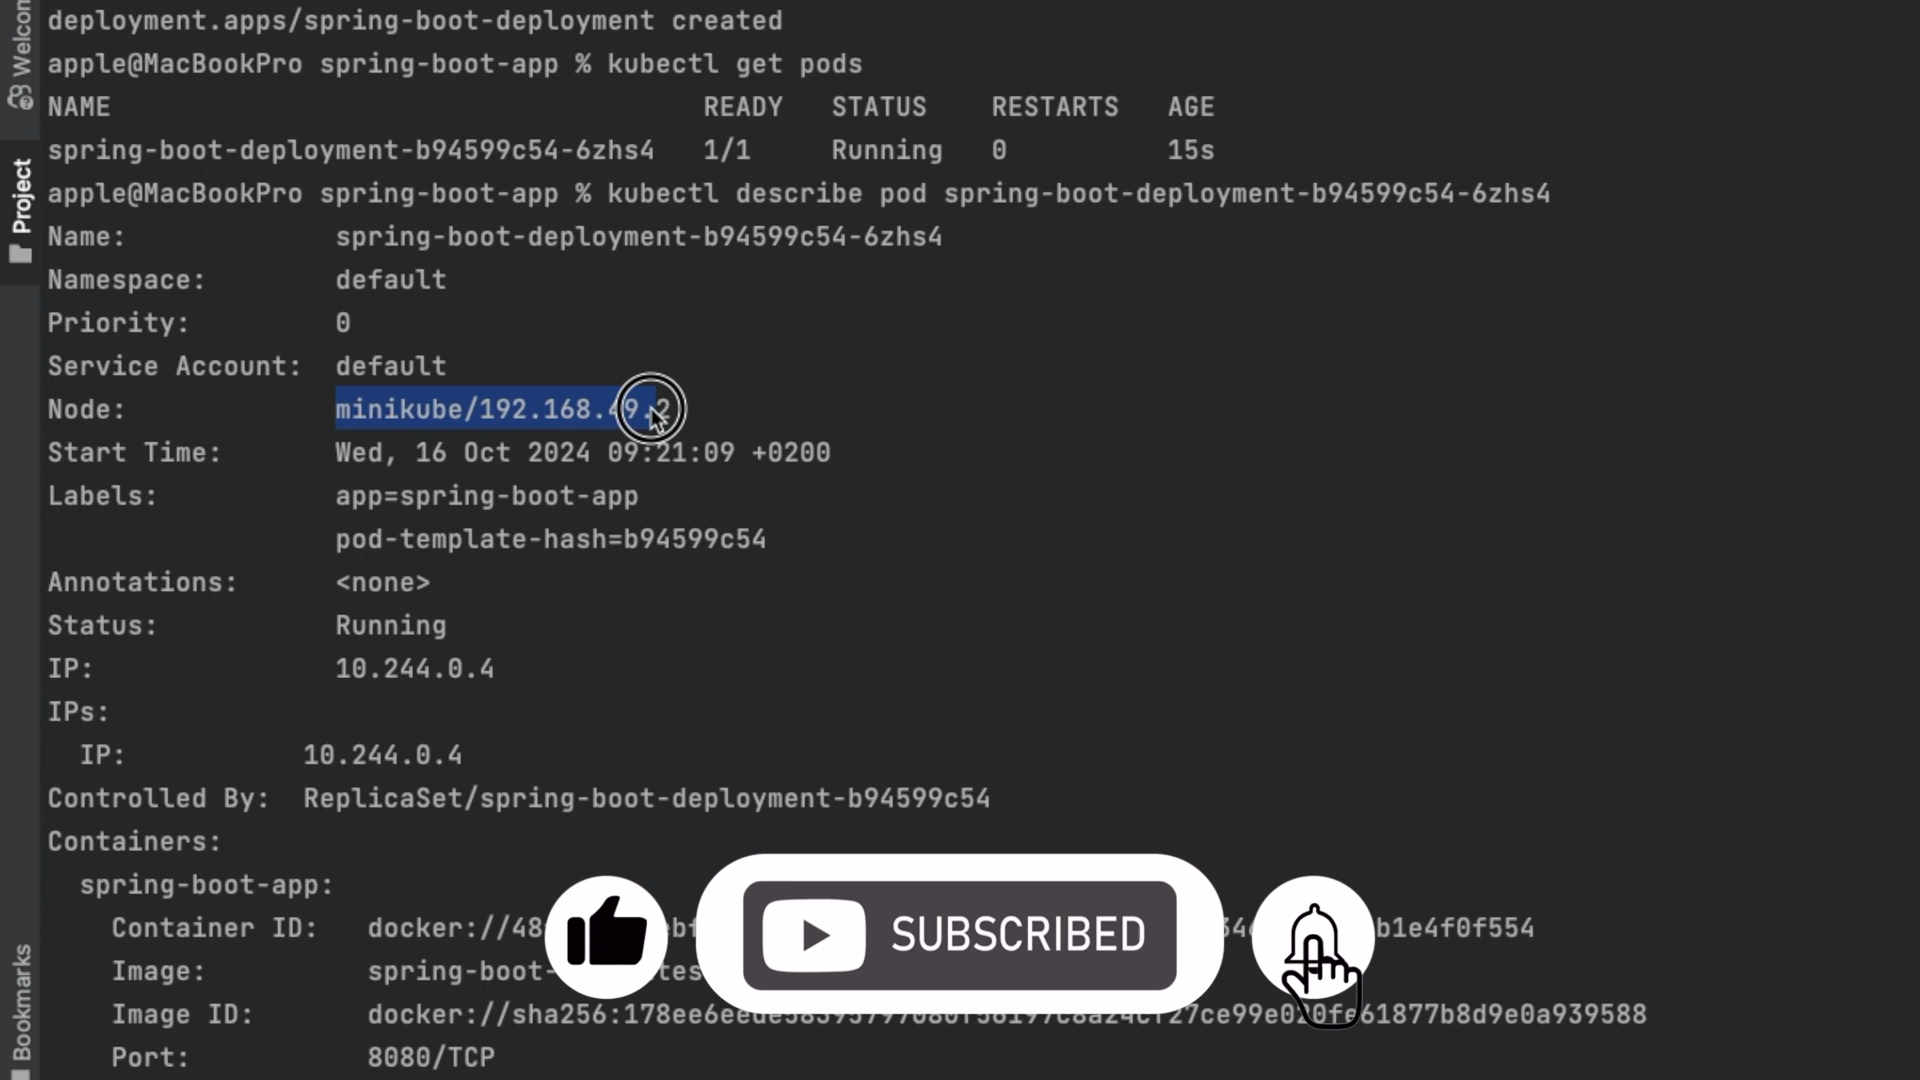 deployment.apps/spring-boot-deployment created
apple@MacBookPro spring-boot-app % kubectl get pods
NAME READY STATUS RESTARTS AGE
spring-boot-deployment-b94599c54-6zhs4 1/1 Running 0 15s
apple@MacBookPro spring-boot-app % kubectl describe pod spring-boot-deployment-b94599c54-6zhs4
Name: spring-boot-deployment-b94599c54-6zhs4
Namespace: default
Priority: 0
Service Account: default
Node: minikube/192.168.49.2
Start Time: Wed, 16 Oct 2024 09:21:09 +0200
Labels: app=spring-boot-app
pod-template-hash=b94599c54
Annotations: <none>
Status: Running
IP: 10.244.0.4
IPs:
IP: 10.244.0.4
Controlled By: ReplicaSet/spring-boot-deployment-b94599c54
Containers:
spring-boot-app:
Container ID: docker://48 b1e4f0f554
Image: spring-boot-
Image ID:
Port: 8080/TCP
SUBSCRIBED
Project
Bookmarks